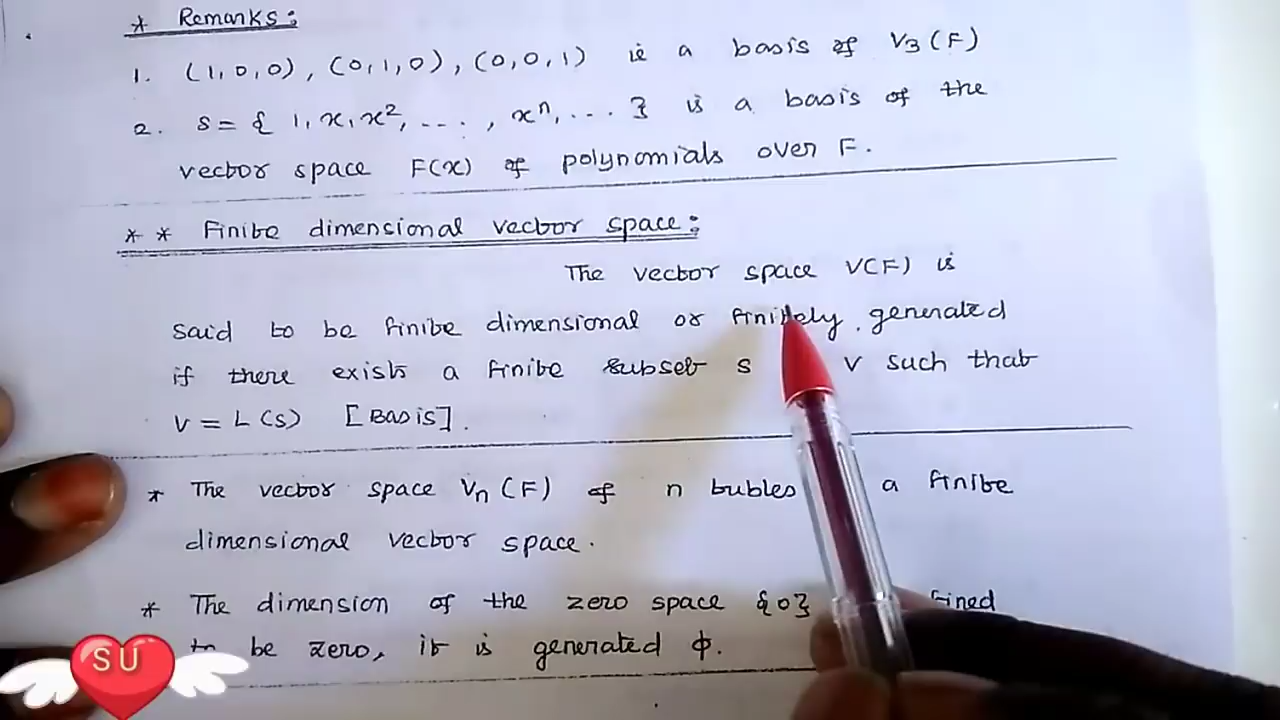 * Remarks:
1. (1,0,0), (0,1,0), (0,0,1) is a basis of V₃(F)
2. S = { 1, x, x², ..., xⁿ, ... } is a basis of the
vector space F(x) of polynomials over F.
* * Finite dimensional vector space:
The vector space V(F) is
said to be finite dimensional or finitely generated
if there exists a finite subset S V such that
V = L(S) [Basis].
* The vector space Vₙ(F) of n tubles a finite
dimensional vector space.
* The dimension of the zero space {0} fined
to be zero, it is generated ϕ.
SU